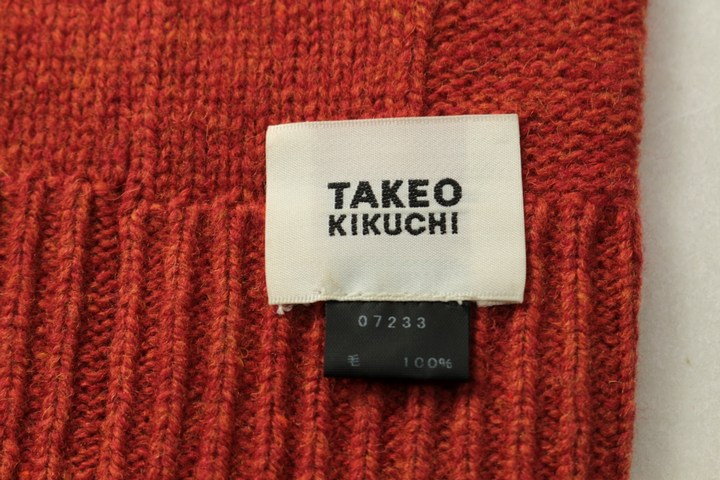 TAKEO
KIKUCHI
07233
毛 100%